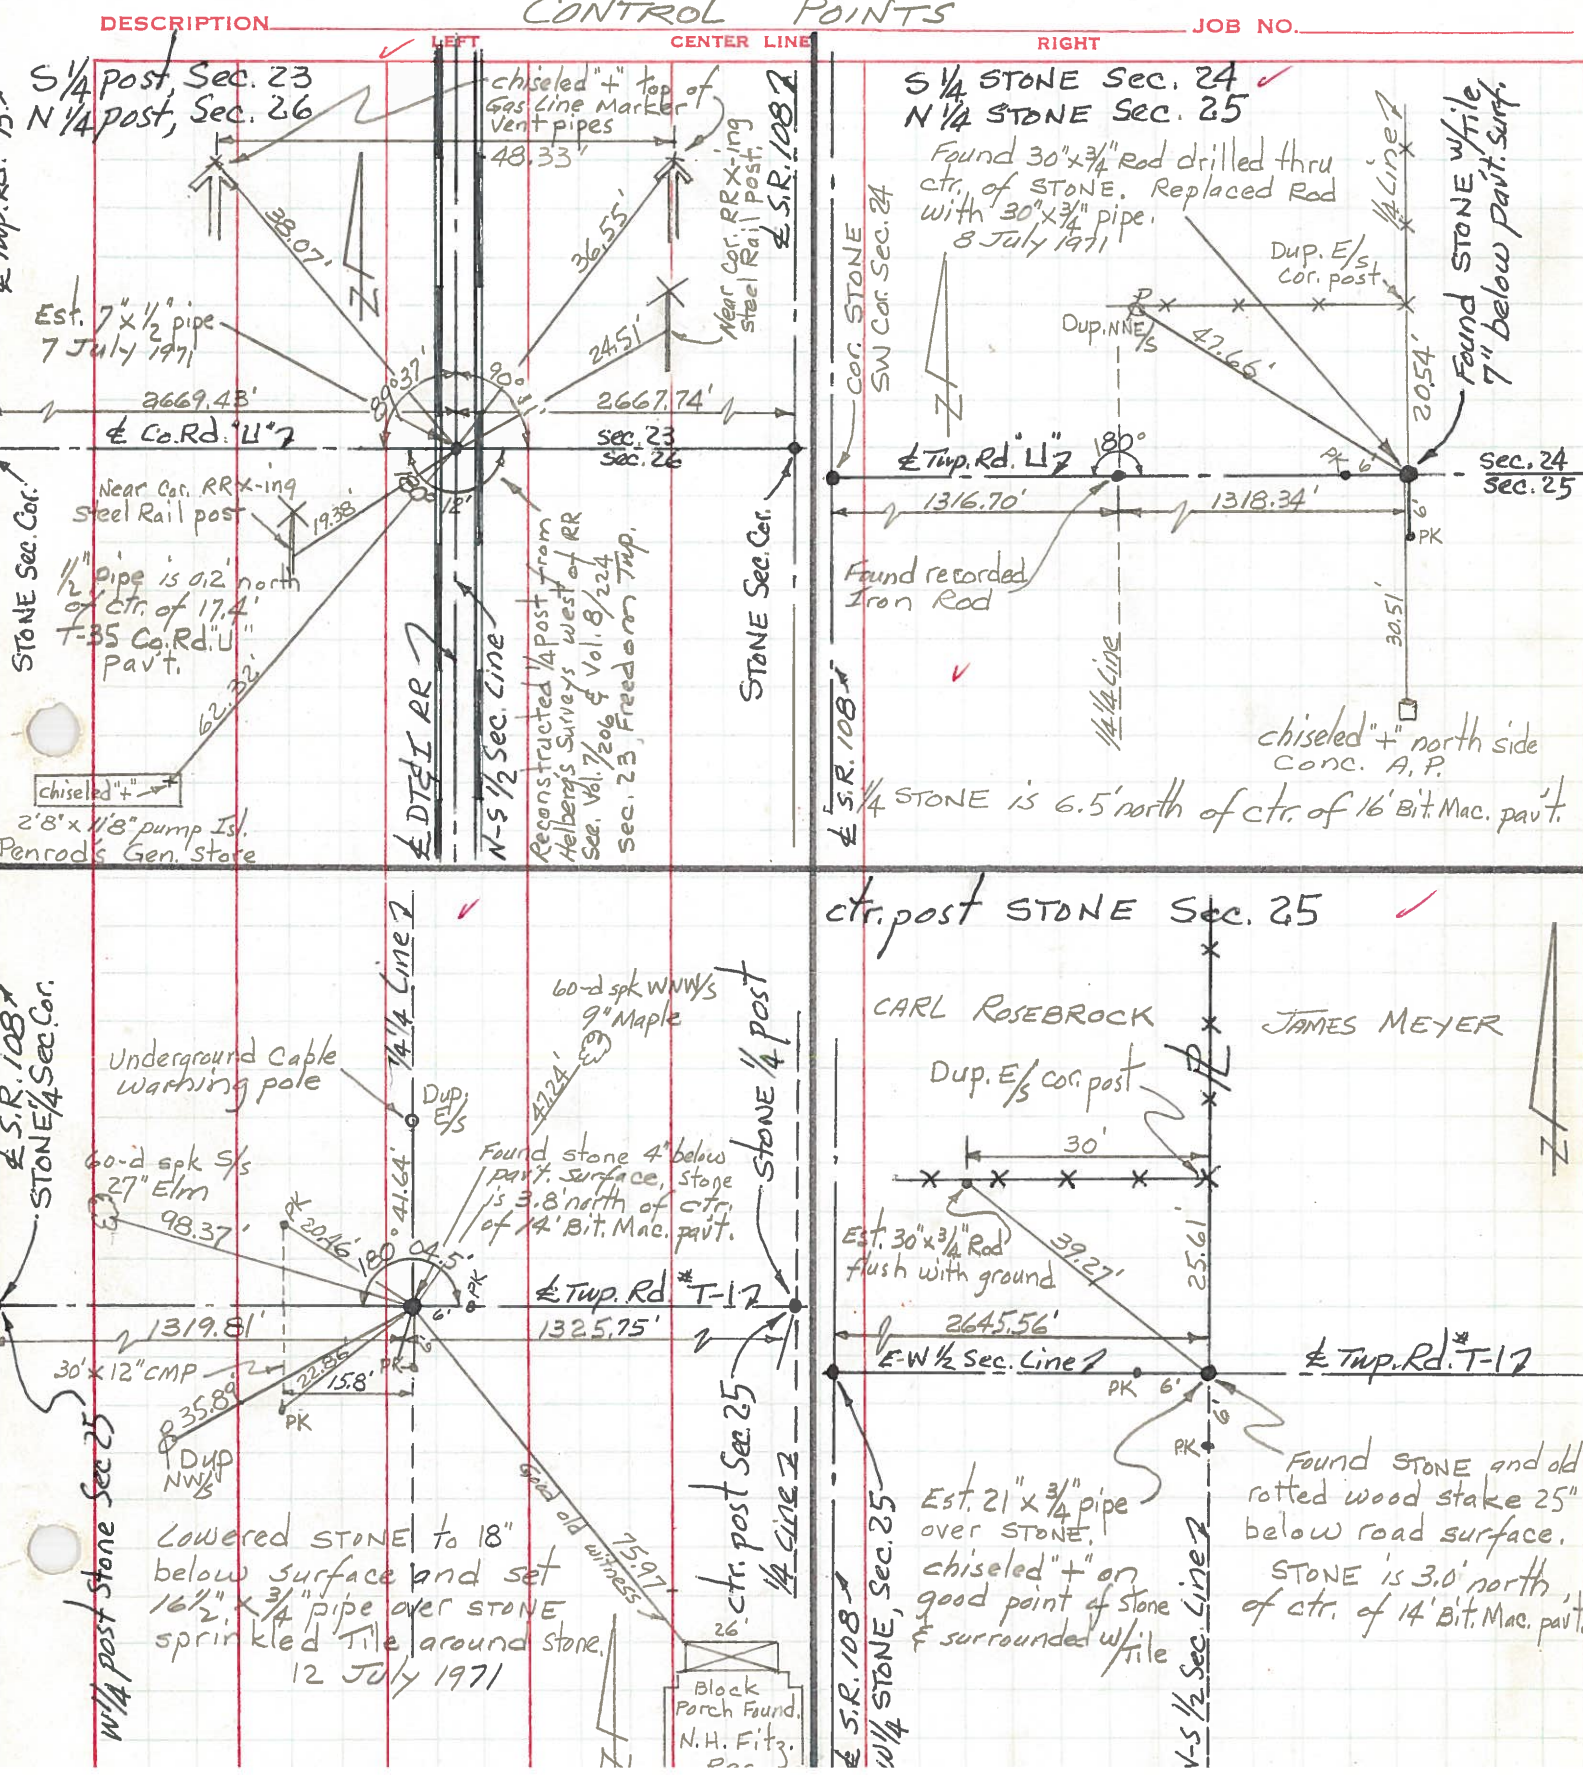 CONTROL POINTS
DESCRIPTION
JOB NO.
LEFT
CENTER LINE
RIGHT
S 1/4 post, Sec. 23
N 1/4 post, Sec. 26
chiseled "+" top of
Gas Line Marker
Vent pipes
48.33'
38.07'
36.55'
Z
Near Cor. RR X-ing
steel Rail post.
℄ S.R. 108
Est. 7" x 1/2" pipe
7 July 1971
24.51'
89°37'
90°
2669.43'
2667.74'
℄ Co. Rd. "U"
Sec. 23
Sec. 26
STONE Sec. Cor.
Near Cor. RR X-ing
steel Rail post
19.38'
12'
1/2" pipe is 0.2' north
of ctr. of 17.4'
T-35 Co. Rd. "U"
pav't.
62.32'
chiseled "+"
2'8" x 11'8" pump Isl.
Penrod's Gen. Store
℄ DT&I RR
N-S 1/2 Sec. Line
Reconstructed 1/4 post from
Helberg's Surveys west of RR
See Vol. 7/206 & Vol. 8/224
Sec. 23, Freedom Twp.
STONE Sec. Cor.
S 1/4 STONE Sec. 24
N 1/4 STONE Sec. 25
Found 30" x 3/4" Rod drilled thru
ctr. of STONE. Replaced Rod
with 30" x 3/4" pipe.
8 July 1971
1/4 Line
Found STONE w/Tile,
7" below pav't. surf.
Cor. STONE
SW Cor. Sec. 24
Z
Dup. E/s
cor. post
Dup. NNE/s
47.66'
20.54'
℄ Twp. Rd. "U"
180°
PK
6'
Sec. 24
Sec. 25
1316.70'
1318.34'
6'
PK
Found recorded
Iron Rod
30.51'
1/4 1/4 Line
℄ S.R. 108
chiseled "+" north side
Conc. A.P.
1/4 STONE is 6.5' north of ctr. of 16' Bit. Mac. pav't.
℄ S.R. 108
STONE 1/4 Sec. Cor.
1/4 1/4 Line
60-d spk WNW/s
9" Maple
Underground Cable
warning pole
Dup.
E/s
47.24'
STONE 1/4 post
60-d spk S/s
27" Elm
98.37'
PK
20.46'
41.64'
Found stone 4" below
pav't. surface, stone
is 3.8' north of ctr.
of 14' Bit. Mac. pav't.
180° 04.5'
PK
6'
℄ Twp. Rd. # T-17
1319.81'
1325.75'
30' x 12" CMP
22.86'
PK
6'
15.8'
35.89'
PK
Dup
NW/s
Good old
witness
75.97'
W 1/4 post stone Sec 25
ctr. post Sec. 25
1/4 Line
Lowered STONE to 18"
below surface and set
16 1/2" x 3/4" pipe over STONE
sprinkled Tile around stone.
12 July 1971
Z
26'
Block
Porch Found.
N.H. Fitz.
ctr. post STONE Sec. 25
CARL ROSEBROCK
JAMES MEYER
Dup. E/s cor. post
30'
Z
Est. 30" x 3/4" Rod
flush with ground
39.27'
25.61'
2645.56'
E-W 1/2 Sec. Line
℄ Twp. Rd. # T-17
PK
6'
6'
PK
Est. 21" x 3/4" pipe
over STONE.
chiseled "+" on
good point of stone
& surrounded w/Tile
Found STONE and old
rotted wood stake 25"
below road surface.
STONE is 3.0' north
of ctr. of 14' Bit. Mac. pav't.
℄ S.R. 108
W 1/4 STONE, Sec. 25
N-S 1/2 Sec. Line